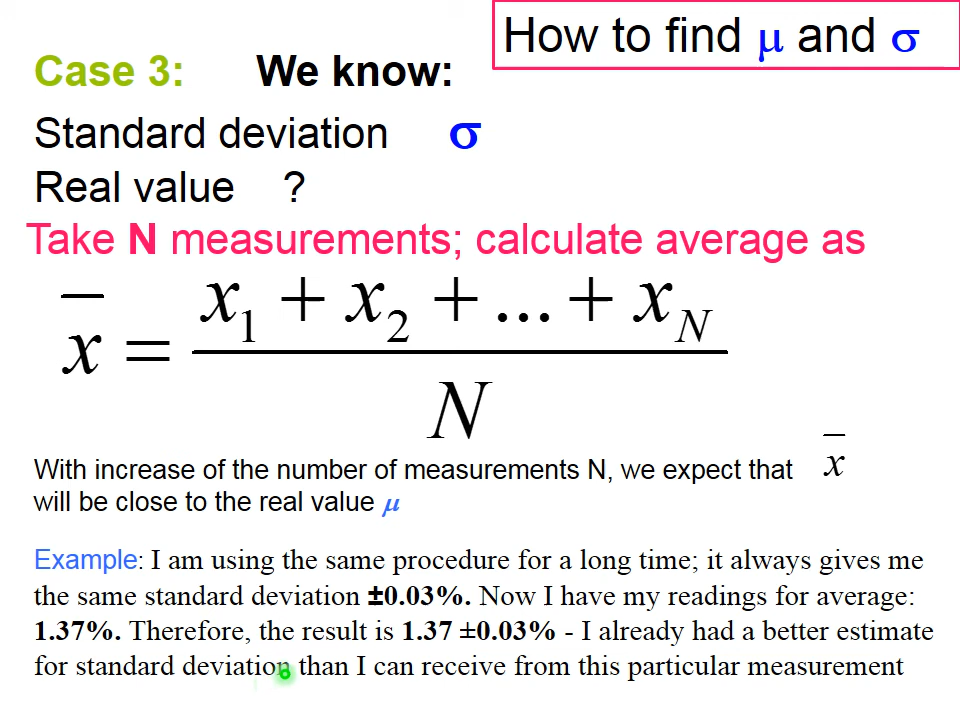 How to find μ and σ
Case 3: We know:
Standard deviation σ
Real value ?
Take N measurements; calculate average as
x̅ = (x₁ + x₂ + ... + x_N) / N
With increase of the number of measurements N, we expect that x̅
will be close to the real value μ
Example: I am using the same procedure for a long time; it always gives me
the same standard deviation ±0.03%. Now I have my readings for average:
1.37%. Therefore, the result is 1.37 ±0.03% - I already had a better estimate
for standard deviation than I can receive from this particular measurement